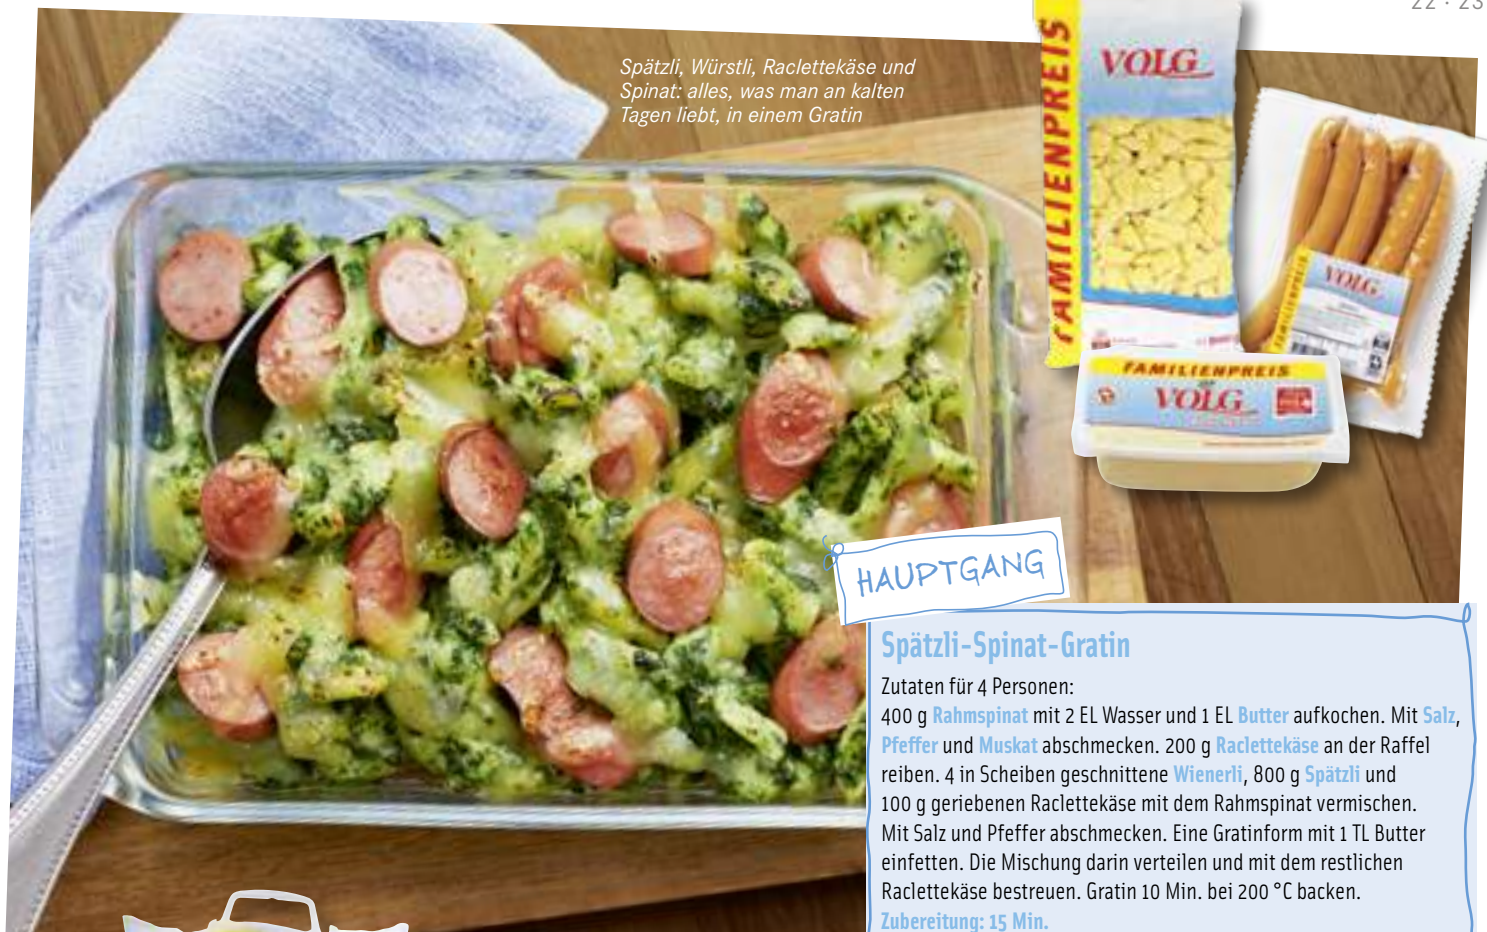 22 · 23
Spätzli, Würstli, Raclettekäse und
Spinat: alles, was man an kalten
Tagen liebt, in einem Gratin
FAMILIENPREIS
VOLG
VOLG
FAMILIENPREIS
FAMILIENPREIS
VOLG
HAUPTGANG
Spätzli-Spinat-Gratin
Zutaten für 4 Personen:
400 g Rahmspinat mit 2 EL Wasser und 1 EL Butter aufkochen. Mit Salz,
Pfeffer und Muskat abschmecken. 200 g Raclettekäse an der Raffel
reiben. 4 in Scheiben geschnittene Wienerli, 800 g Spätzli und
100 g geriebenen Raclettekäse mit dem Rahmspinat vermischen.
Mit Salz und Pfeffer abschmecken. Eine Gratinform mit 1 TL Butter
einfetten. Die Mischung darin verteilen und mit dem restlichen
Raclettekäse bestreuen. Gratin 10 Min. bei 200 °C backen.
Zubereitung: 15 Min.